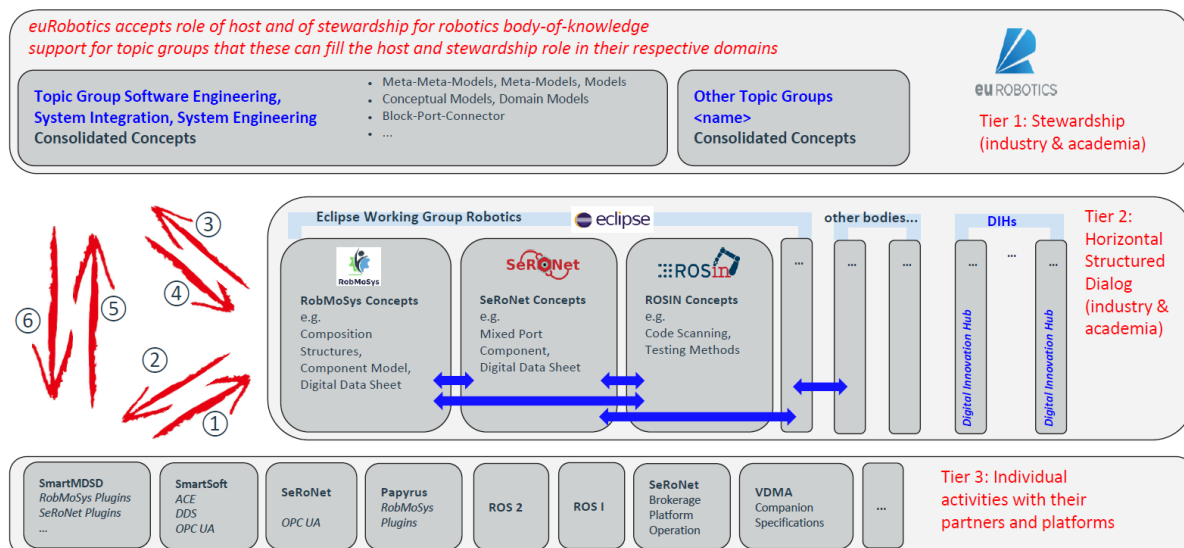 euRobotics accepts role of host and of stewardship for robotics body-of-knowledge
support for topic groups that these can fill the host and stewardship role in their respective domains
Topic Group Software Engineering,
System Integration, System Engineering
Consolidated Concepts
• Meta-Meta-Models, Meta-Models, Models
• Conceptual Models, Domain Models
• Block-Port-Connector
• ...
Other Topic Groups
<name>
Consolidated Concepts
eu ROBOTICS
Tier 1: Stewardship
(industry & academia)
③
④
⑥
⑤
②
①
Eclipse Working Group Robotics
eclipse
other bodies...
DIHs
RobMoSys
RobMoSys Concepts
e.g.
Composition
Structures,
Component Model,
Digital Data Sheet
SeRoNet
SeRoNet Concepts
e.g.
Mixed Port
Component,
Digital Data Sheet
ROSin
ROSIN Concepts
e.g.
Code Scanning,
Testing Methods
...
...
...
...
Digital Innovation Hub
...
...
Digital Innovation Hub
Tier 2:
Horizontal
Structured
Dialog
(industry &
academia)
SmartMDSD
RobMoSys Plugins
SeRoNet Plugins
...
SmartSoft
ACE
DDS
OPC UA
SeRoNet
OPC UA
Papyrus
RobMoSys
Plugins
ROS 2
ROS I
SeRoNet
Brokerage
Platform
Operation
VDMA
Companion
Specifications
...
Tier 3: Individual
activities with their
partners and platforms